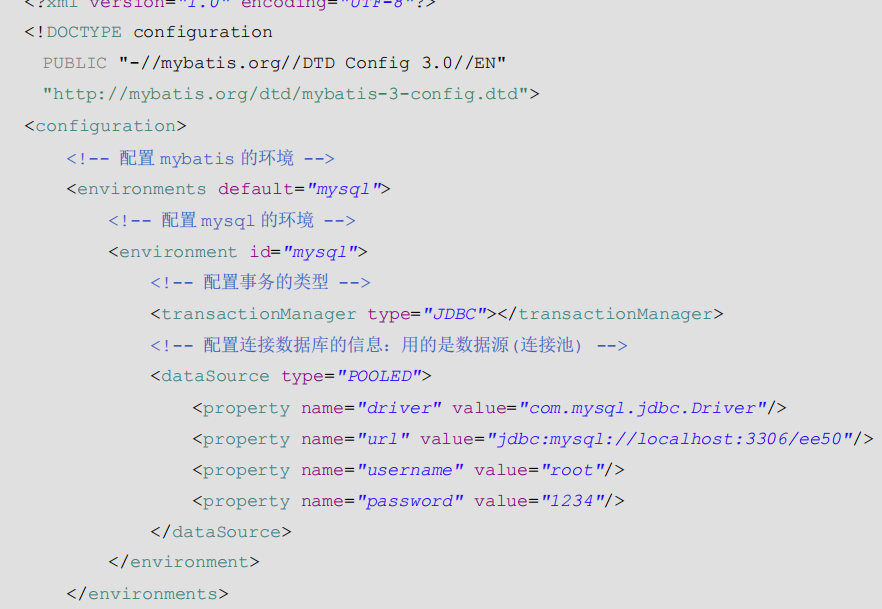 <?xml version="1.0" encoding="UTF-8"?>
<!DOCTYPE configuration
PUBLIC "-//mybatis.org//DTD Config 3.0//EN"
"http://mybatis.org/dtd/mybatis-3-config.dtd">
<configuration>
<!-- 配置 mybatis 的环境 -->
<environments default="mysql">
<!-- 配置 mysql 的环境 -->
<environment id="mysql">
<!-- 配置事务的类型 -->
<transactionManager type="JDBC"></transactionManager>
<!-- 配置连接数据库的信息：用的是数据源(连接池) -->
<dataSource type="POOLED">
<property name="driver" value="com.mysql.jdbc.Driver"/>
<property name="url" value="jdbc:mysql://localhost:3306/ee50"/>
<property name="username" value="root"/>
<property name="password" value="1234"/>
</dataSource>
</environment>
</environments>